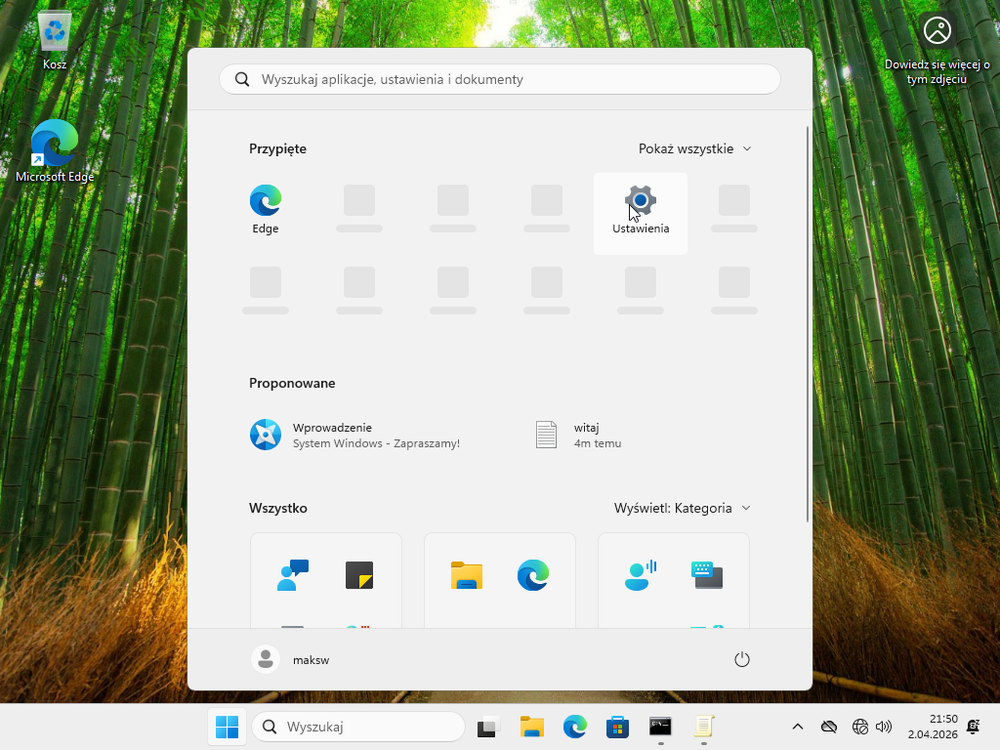 Kosz
Dowiedz się więcej o
tym zdjęciu
Microsoft Edge
Wyszukaj aplikacje, ustawienia i dokumenty
Przypięte
Pokaż wszystkie
Edge
Ustawienia
Proponowane
Wprowadzenie
System Windows - Zapraszamy!
witaj
4m temu
Wszystko
Wyświetl: Kategoria
maksw
Wyszukaj
21:50
2.04.2026